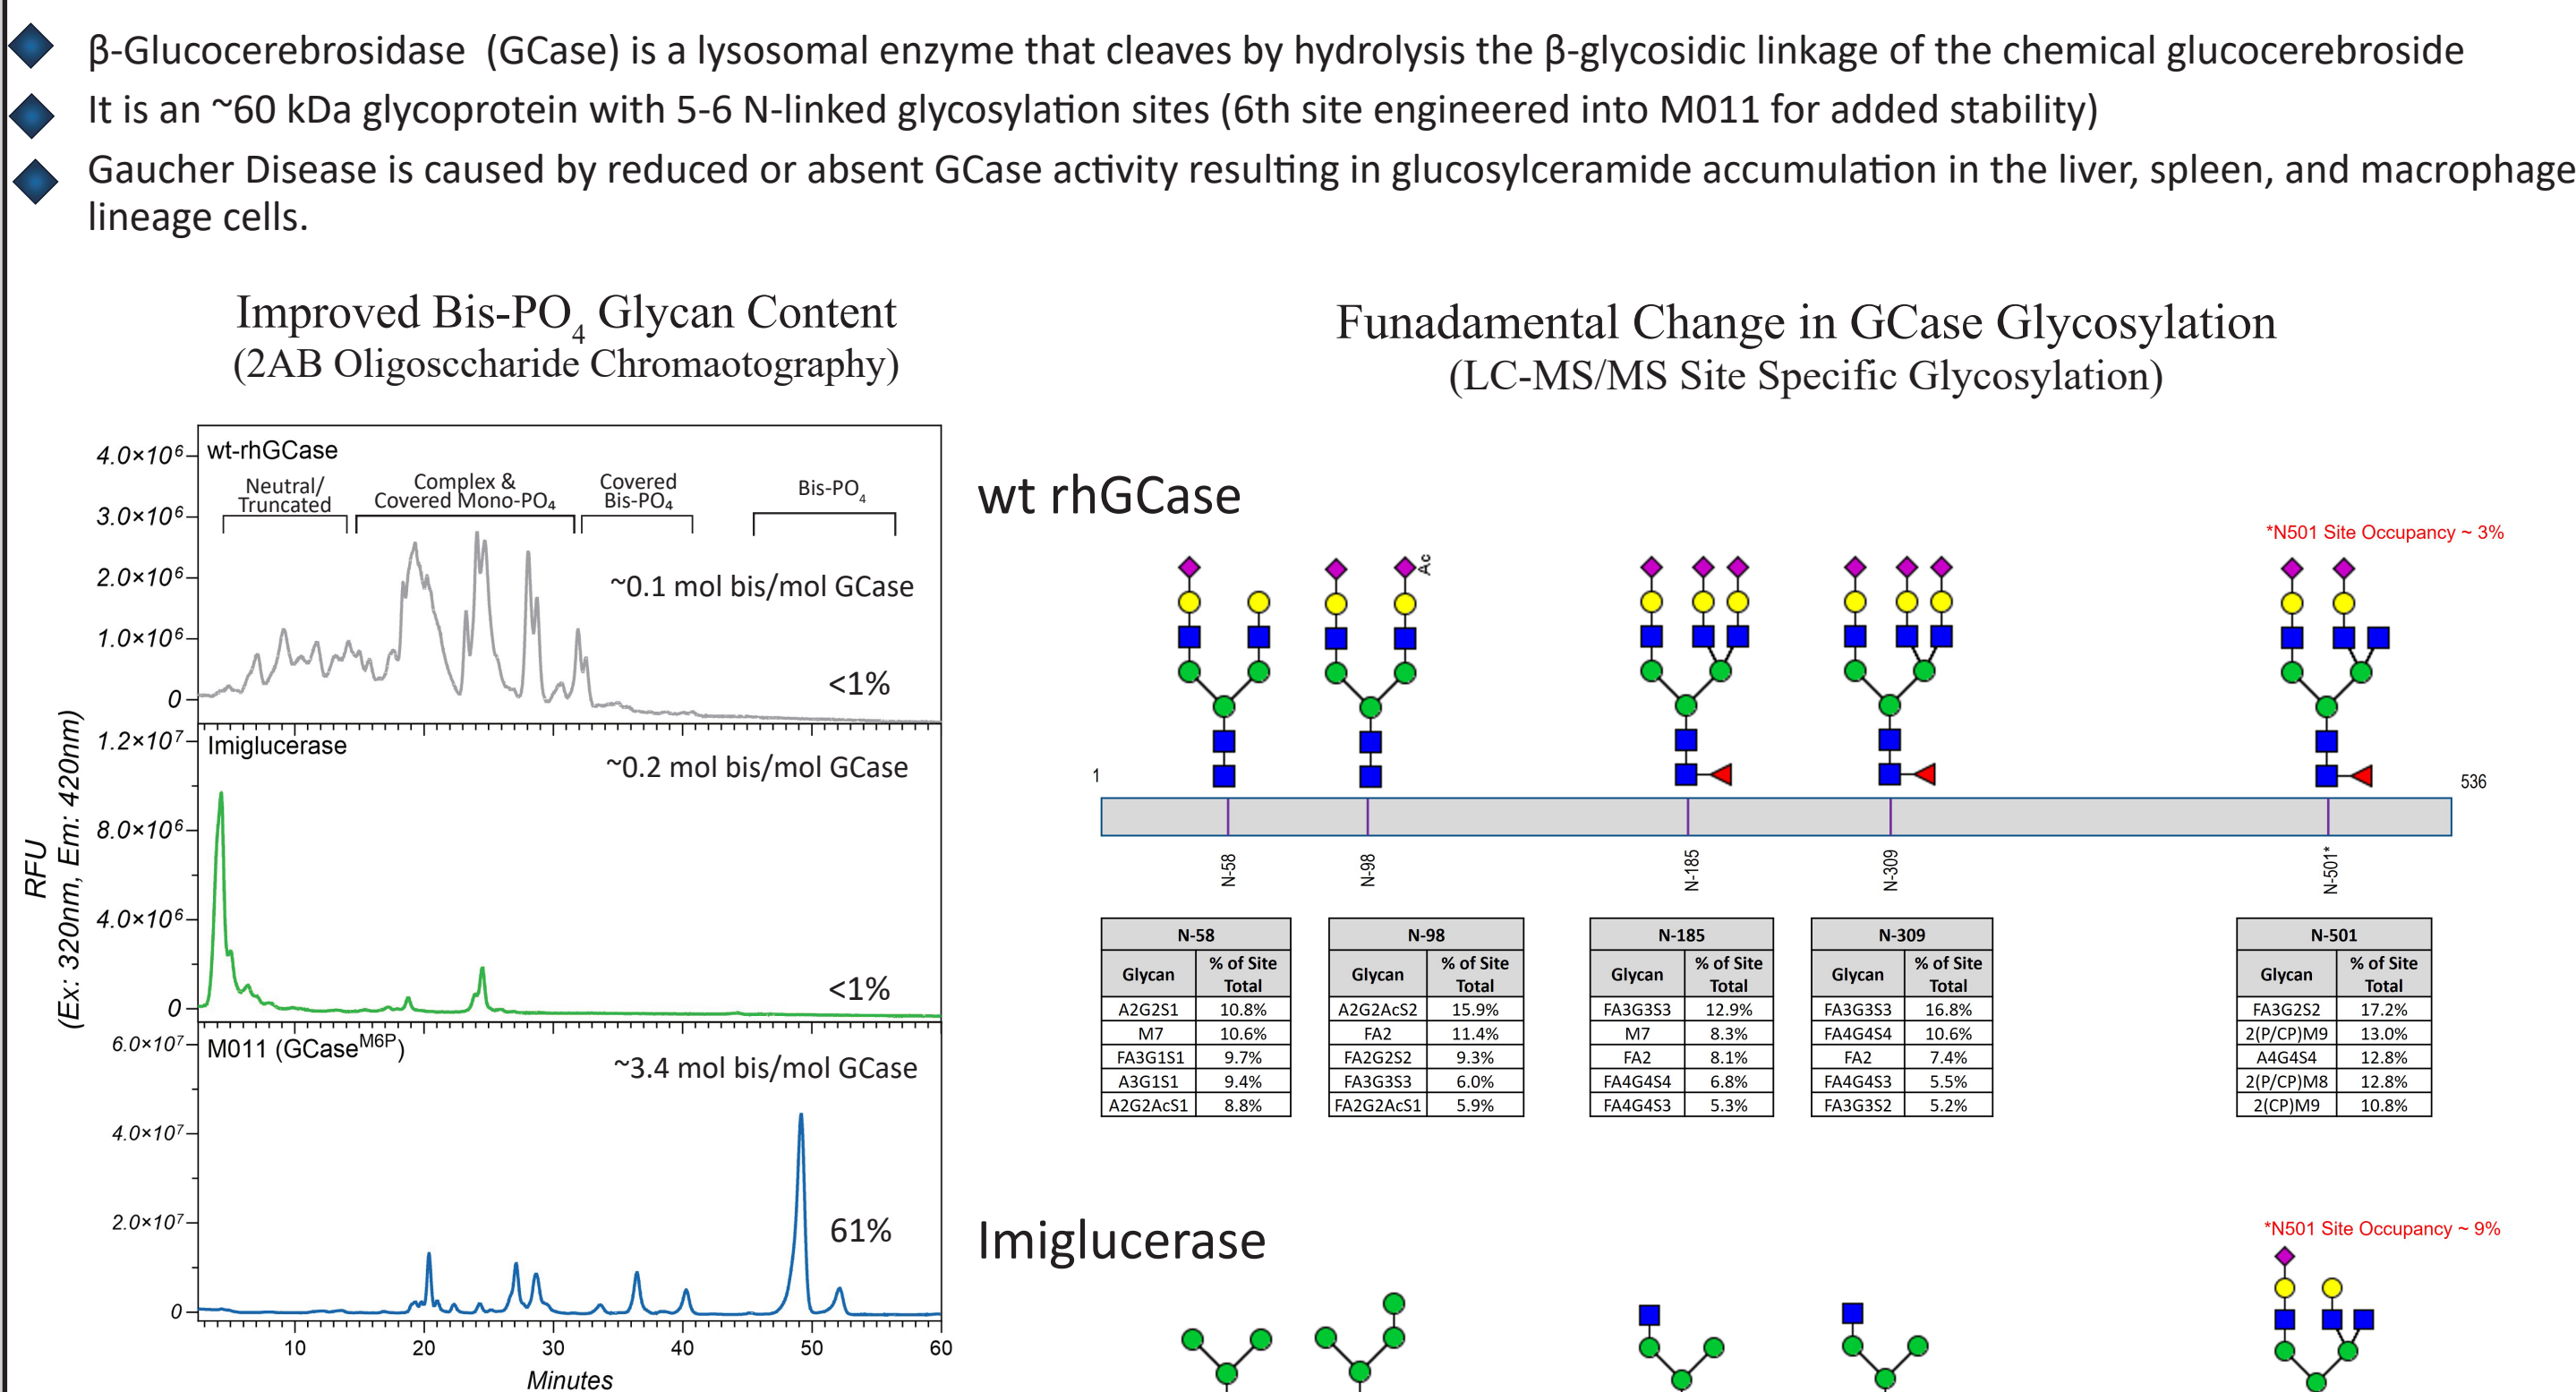 β-Glucocerebrosidase  (GCase) is a lysosomal enzyme that cleaves by hydrolysis the β-glycosidic linkage of the chemical glucocerebroside
It is an ~60 kDa glycoprotein with 5-6 N-linked glycosylation sites (6th site engineered into M011 for added stability)
Gaucher Disease is caused by reduced or absent GCase activity resulting in glucosylceramide accumulation in the liver, spleen, and macrophage
lineage cells.
Improved Bis-PO4 Glycan Content
(2AB Oligosccharide Chromaotography)
RFU
(Ex: 320nm, Em: 420nm)
wt-rhGCase
4.0×10⁶
3.0×10⁶
2.0×10⁶
1.0×10⁶
0
Neutral/
Truncated
Complex &
Covered Mono-PO₄
Covered
Bis-PO₄
Bis-PO₄
~0.1 mol bis/mol GCase
<1%
Imiglucerase
1.2×10⁷
8.0×10⁶
4.0×10⁶
0
~0.2 mol bis/mol GCase
<1%
M011 (GCaseM6P)
6.0×10⁷
4.0×10⁷
2.0×10⁷
0
~3.4 mol bis/mol GCase
61%
10 20 30 40 50 60
Minutes
Funadamental Change in GCase Glycosylation
(LC-MS/MS Site Specific Glycosylation)
wt rhGCase
*N501 Site Occupancy ~ 3%
Ac
1
536
N-58 N-98 N-185 N-309 N-501*
N-58
Glycan % of Site Total
A2G2S1 10.8%
M7 10.6%
FA3G1S1 9.7%
A3G1S1 9.4%
A2G2AcS1 8.8%
N-98
Glycan % of Site Total
A2G2AcS2 15.9%
FA2 11.4%
FA2G2S2 9.3%
FA3G3S3 6.0%
FA2G2AcS1 5.9%
N-185
Glycan % of Site Total
FA3G3S3 12.9%
M7 8.3%
FA2 8.1%
FA4G4S4 6.8%
FA4G4S3 5.3%
N-309
Glycan % of Site Total
FA3G3S3 16.8%
FA4G4S4 10.6%
FA2 7.4%
FA4G4S3 5.5%
FA3G3S2 5.2%
N-501
Glycan % of Site Total
FA3G2S2 17.2%
2(P/CP)M9 13.0%
A4G4S4 12.8%
2(P/CP)M8 12.8%
2(CP)M9 10.8%
Imiglucerase
*N501 Site Occupancy ~ 9%